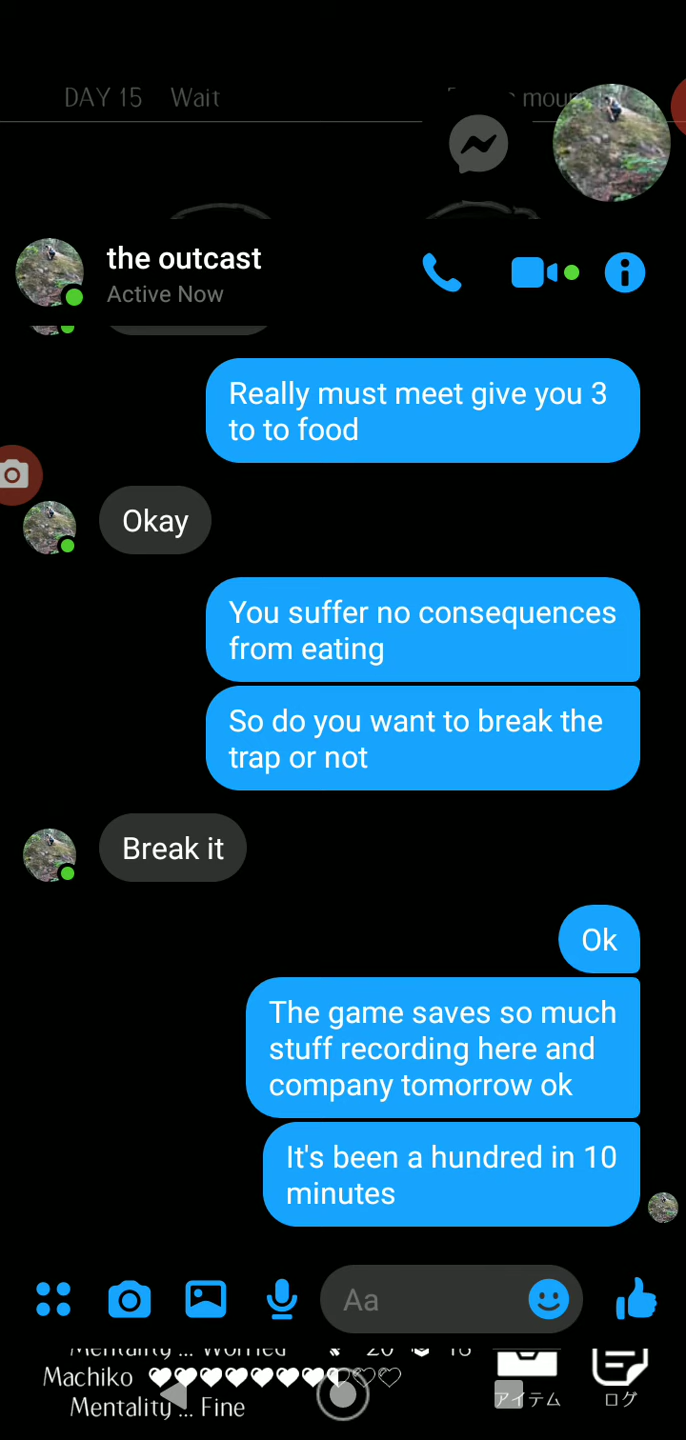 DAY 15 Wait
the outcast
Active Now
Really must meet give you 3
to to food
Okay
You suffer no consequences
from eating
So do you want to break the
trap or not
Break it
Ok
The game saves so much
stuff recording here and
company tomorrow ok
It's been a hundred in 10
minutes
Aa
Mentality ... Worried
Machiko
Mentality ... Fine
アイテム
ログ